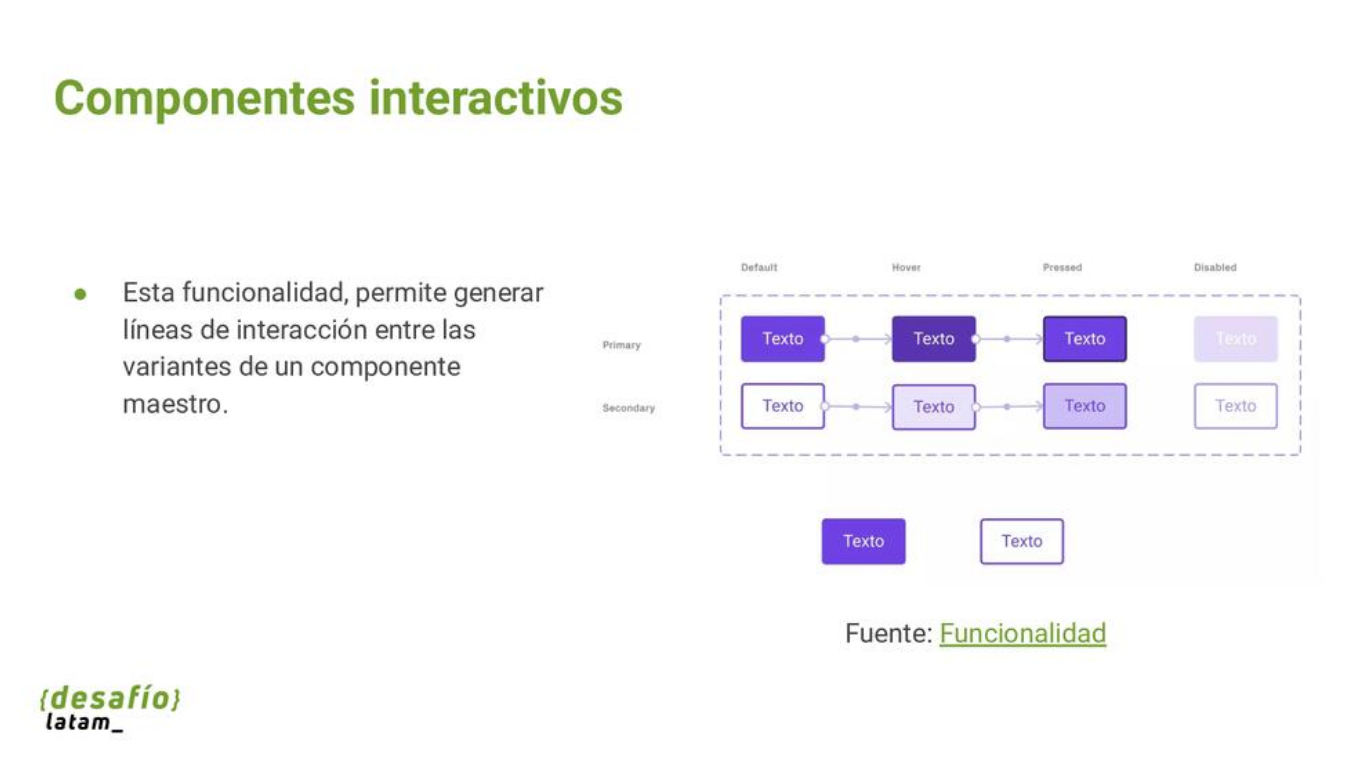 Componentes interactivos
● Esta funcionalidad, permite generar
líneas de interacción entre las
variantes de un componente
maestro.
Default Hover Pressed Disabled
Primary Texto Texto Texto Texto
Secondary Texto Texto Texto Texto
Texto Texto
Fuente: Funcionalidad
{desafío}
latam_